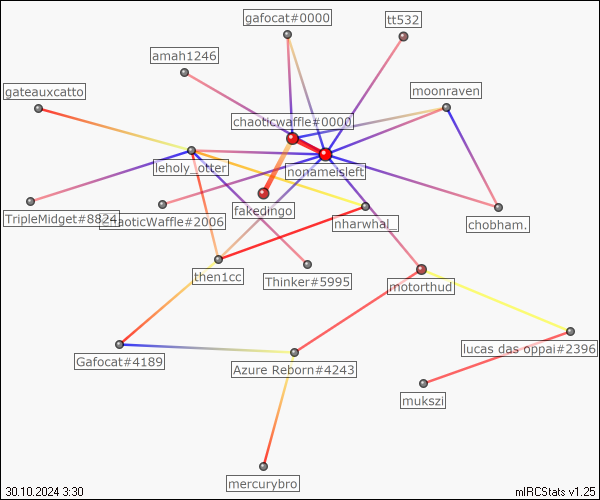 gafocat#0000
tt532
amah1246
gateauxcatto
moonraven
chaoticwaffle#0000
leholy_otter
nonameisleft
TripleMidget#8824
ChaoticWaffle#2006
fakedingo
nharwhal_
chobham.
then1cc
Thinker#5995
motorthud
Gafocat#4189
Azure Reborn#4243
lucas das oppai#2396
mukszi
mercurybro
30.10.2024 3:30
mIRCStats v1.25